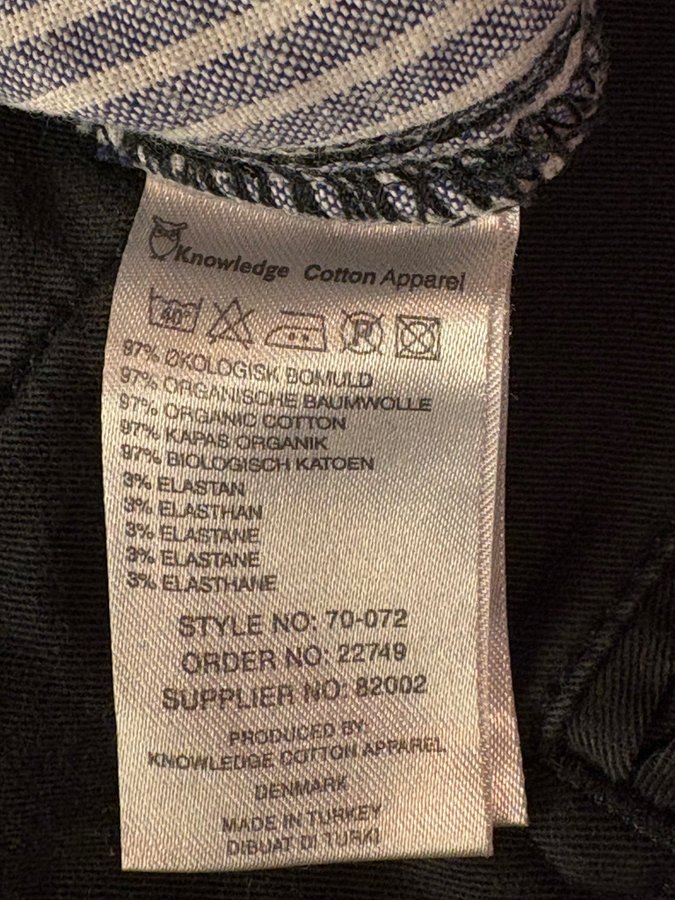 Knowledge Cotton Apparel
40°
P
97% ØKOLOGISK BOMULD
97% ORGANISCHE BAUMWOLLE
97% ORGANIC COTTON
97% KAPAS ORGANIK
97% BIOLOGISCH KATOEN
3% ELASTAN
3% ELASTHAN
3% ELASTANE
3% ELASTANE
3% ELASTHANE
STYLE NO: 70-072
ORDER NO: 22749
SUPPLIER NO: 82002
PRODUCED BY:
KNOWLEDGE COTTON APPAREL
DENMARK
MADE IN TURKEY
DIBUAT DI TURKI